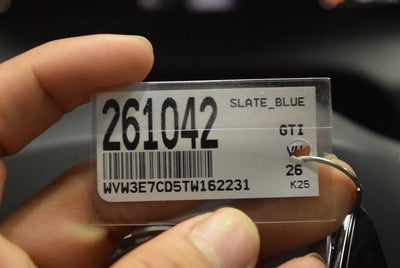 261042
SLATE_BLUE
GTI
VW
26
K25
WVW3E7CD5TW162231